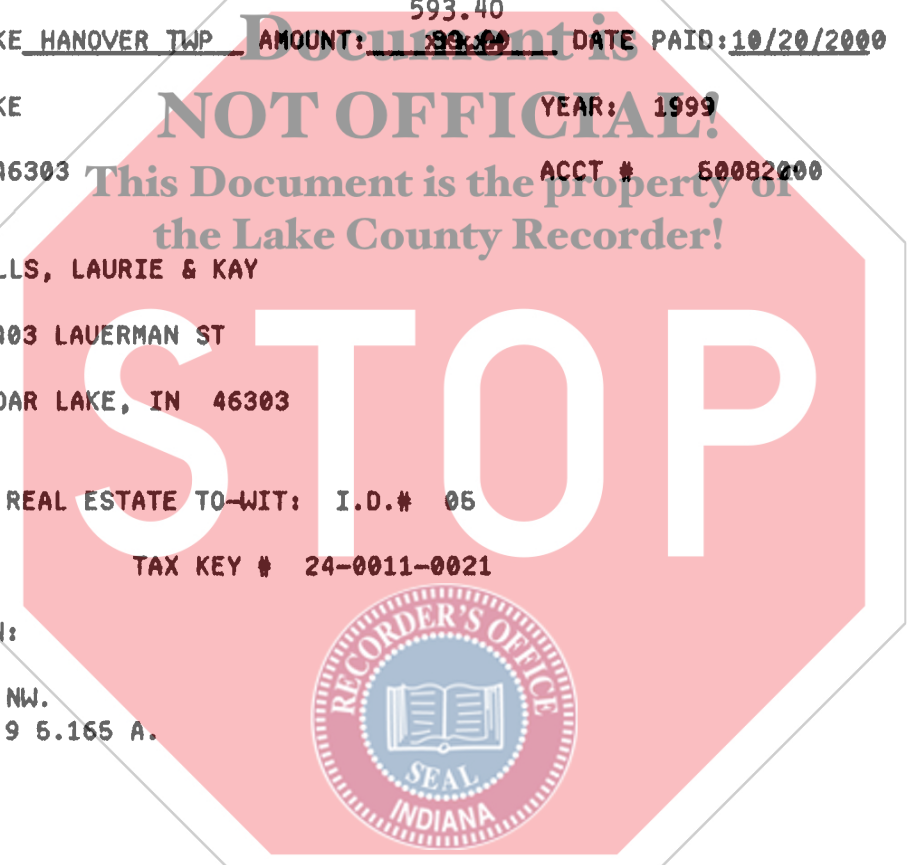 593.40
KE HANOVER TWP AMOUNT: DATE PAID: 10/20/2000
Document is
KE YEAR: 1999
NOT OFFICIAL!
46303 ACCT # 50082000
This Document is the property of
the Lake County Recorder!
LLS, LAURIE & KAY
03 LAUERMAN ST
DAR LAKE, IN 46303
STOP
REAL ESTATE TO-WIT: I.D.# 05
TAX KEY # 24-0011-0021
N:
NW.
9 5.165 A.
RECORDER'S OFFICE
SEAL
INDIANA